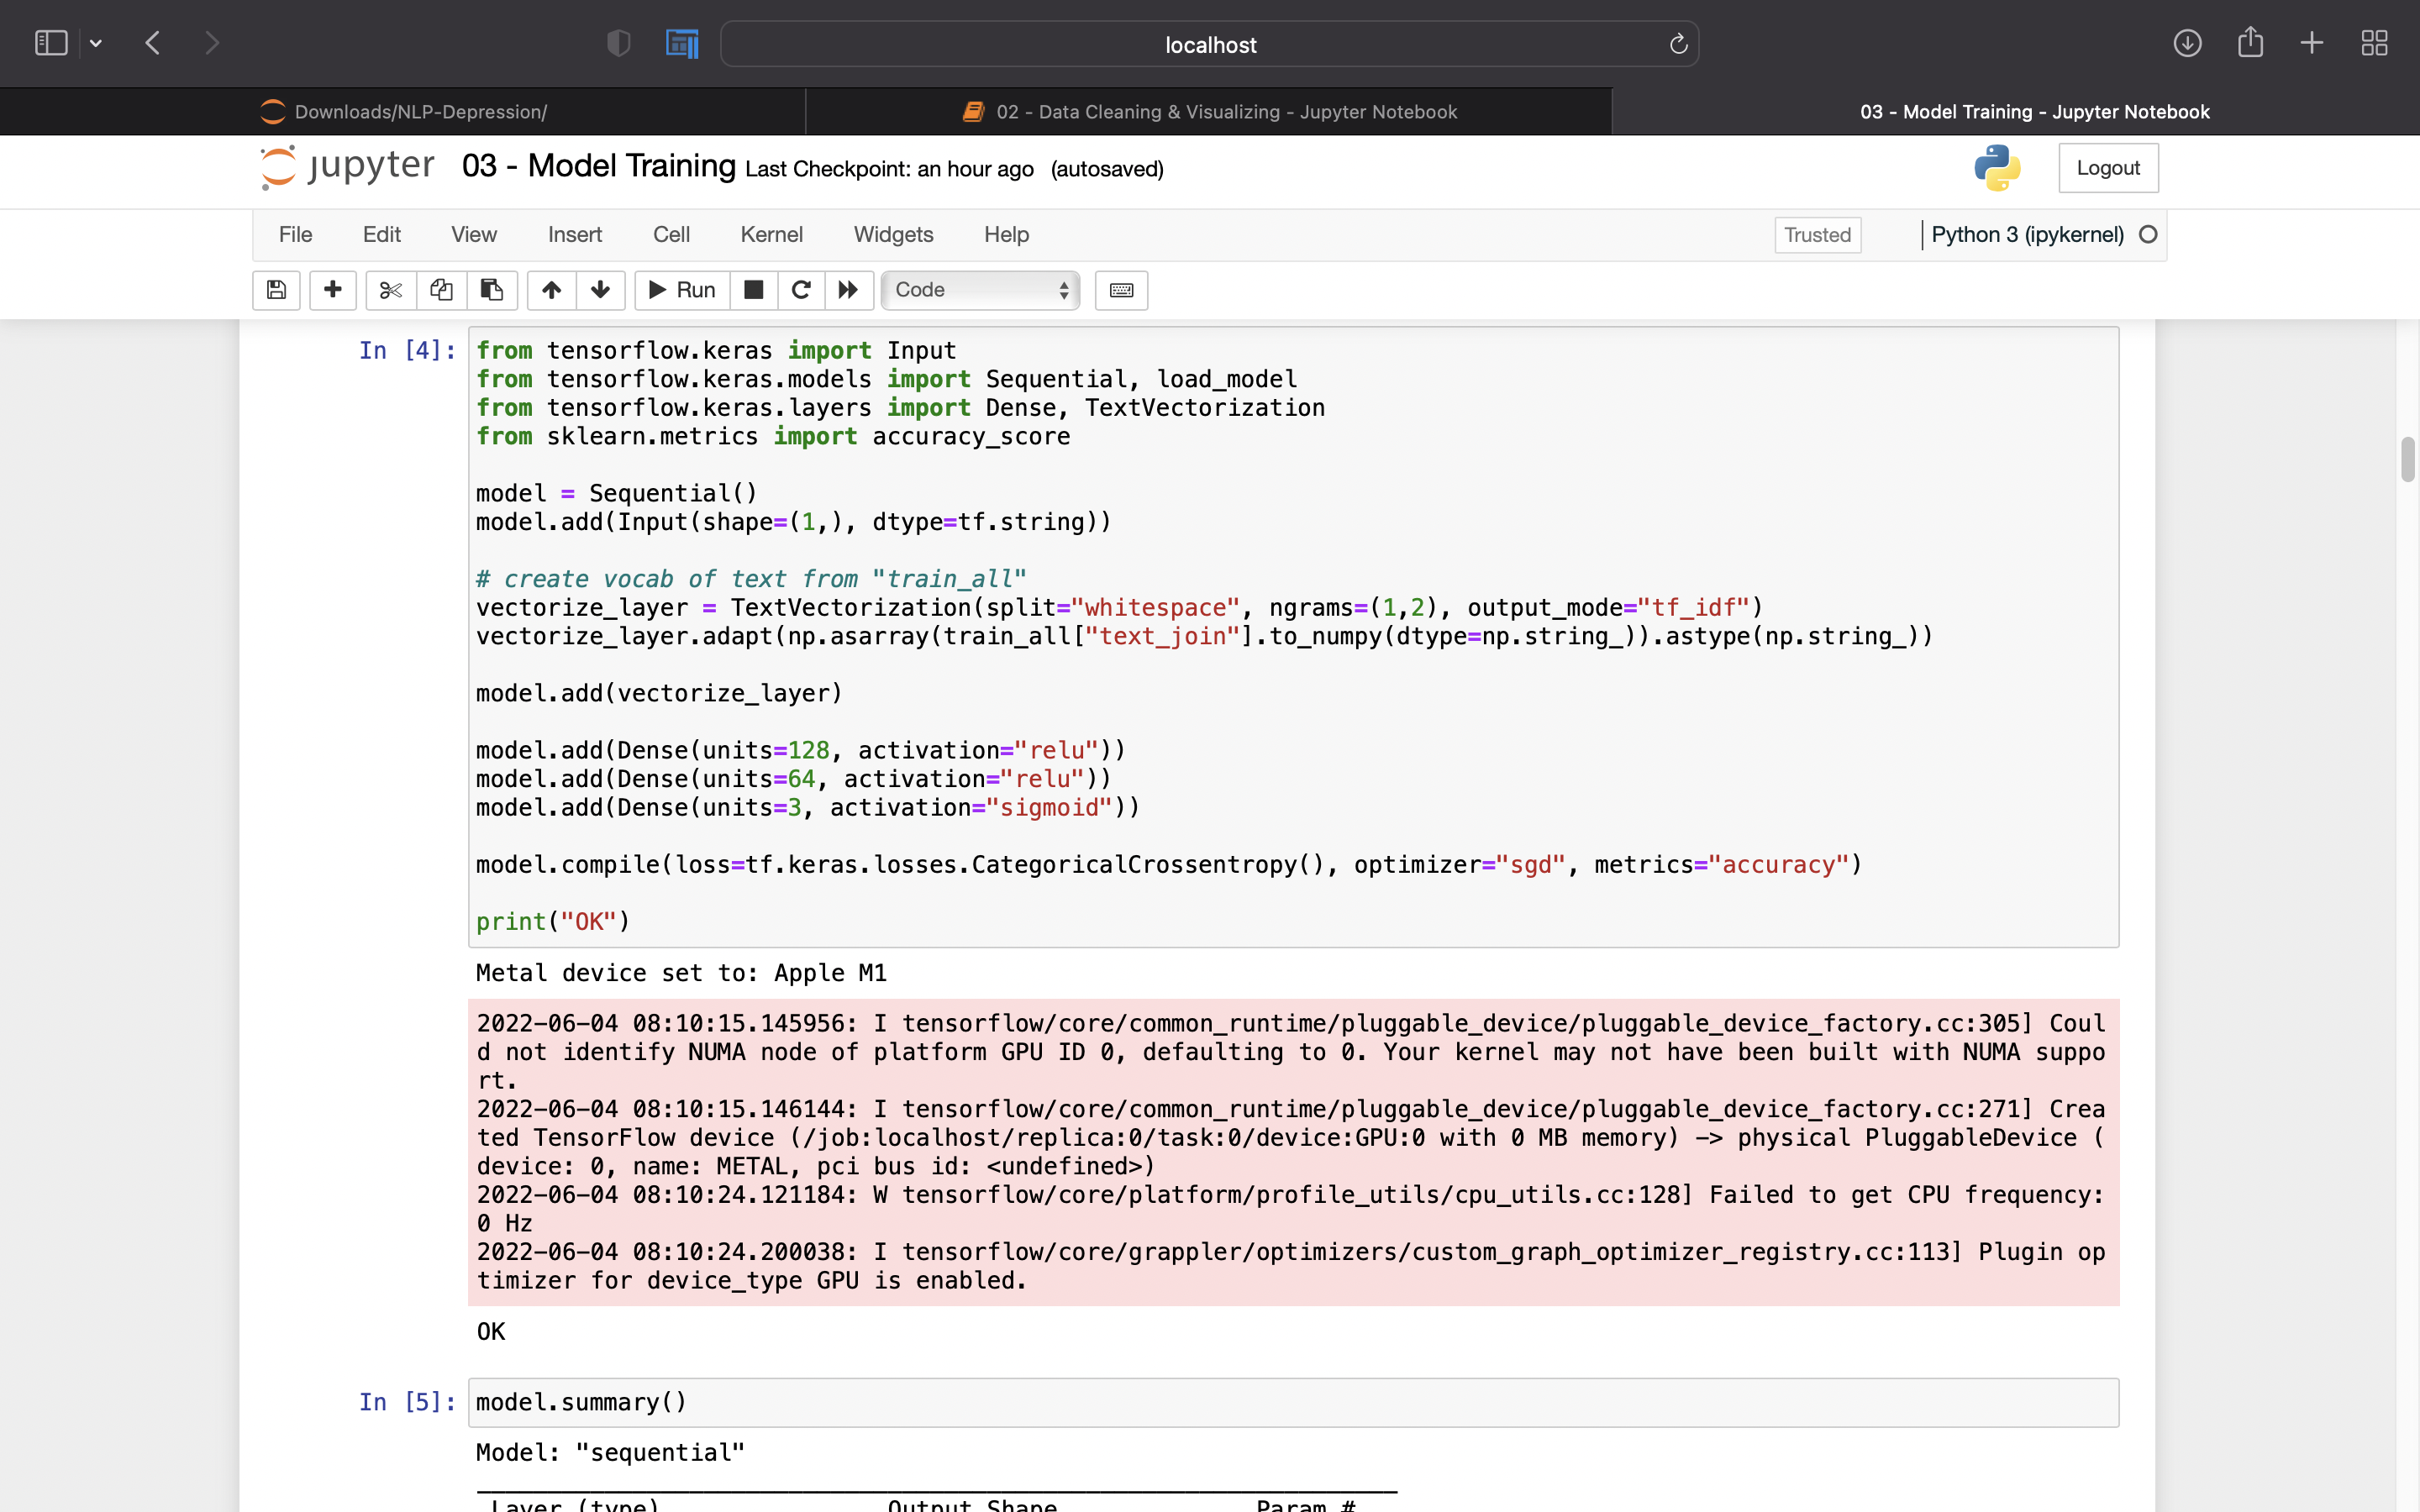 localhost
Downloads/NLP-Depression/
02 - Data Cleaning & Visualizing - Jupyter Notebook
03 - Model Training - Jupyter Notebook
jupyter 03 - Model Training Last Checkpoint: an hour ago (autosaved)
Logout
File Edit View Insert Cell Kernel Widgets Help
Trusted
Python 3 (ipykernel)
Run
Code
In [4]:
from tensorflow.keras import Input
from tensorflow.keras.models import Sequential, load_model
from tensorflow.keras.layers import Dense, TextVectorization
from sklearn.metrics import accuracy_score
model = Sequential()
model.add(Input(shape=(1,), dtype=tf.string))
# create vocab of text from "train_all"
vectorize_layer = TextVectorization(split="whitespace", ngrams=(1,2), output_mode="tf_idf")
vectorize_layer.adapt(np.asarray(train_all["text_join"].to_numpy(dtype=np.string_)).astype(np.string_))
model.add(vectorize_layer)
model.add(Dense(units=128, activation="relu"))
model.add(Dense(units=64, activation="relu"))
model.add(Dense(units=3, activation="sigmoid"))
model.compile(loss=tf.keras.losses.CategoricalCrossentropy(), optimizer="sgd", metrics="accuracy")
print("OK")
Metal device set to: Apple M1
2022-06-04 08:10:15.145956: I tensorflow/core/common_runtime/pluggable_device/pluggable_device_factory.cc:305] Coul
d not identify NUMA node of platform GPU ID 0, defaulting to 0. Your kernel may not have been built with NUMA suppo
rt.
2022-06-04 08:10:15.146144: I tensorflow/core/common_runtime/pluggable_device/pluggable_device_factory.cc:271] Crea
ted TensorFlow device (/job:localhost/replica:0/task:0/device:GPU:0 with 0 MB memory) -> physical PluggableDevice (
device: 0, name: METAL, pci bus id: <undefined>)
2022-06-04 08:10:24.121184: W tensorflow/core/platform/profile_utils/cpu_utils.cc:128] Failed to get CPU frequency:
0 Hz
2022-06-04 08:10:24.200038: I tensorflow/core/grappler/optimizers/custom_graph_optimizer_registry.cc:113] Plugin op
timizer for device_type GPU is enabled.
OK
In [5]:
model.summary()
Model: "sequential"
Layer (type) Output Shape Param #